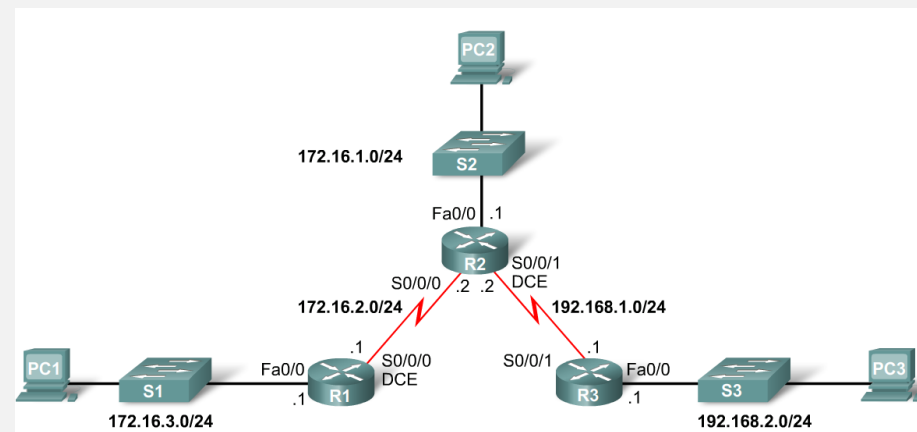 PC2
172.16.1.0/24
S2
Fa0/0 .1
R2
S0/0/0 .2 .2 S0/0/1
DCE
172.16.2.0/24 192.168.1.0/24
.1 .1
PC1 S1 Fa0/0 R1 S0/0/0 S0/0/1 R3 Fa0/0 S3 PC3
.1 DCE .1
172.16.3.0/24 192.168.2.0/24